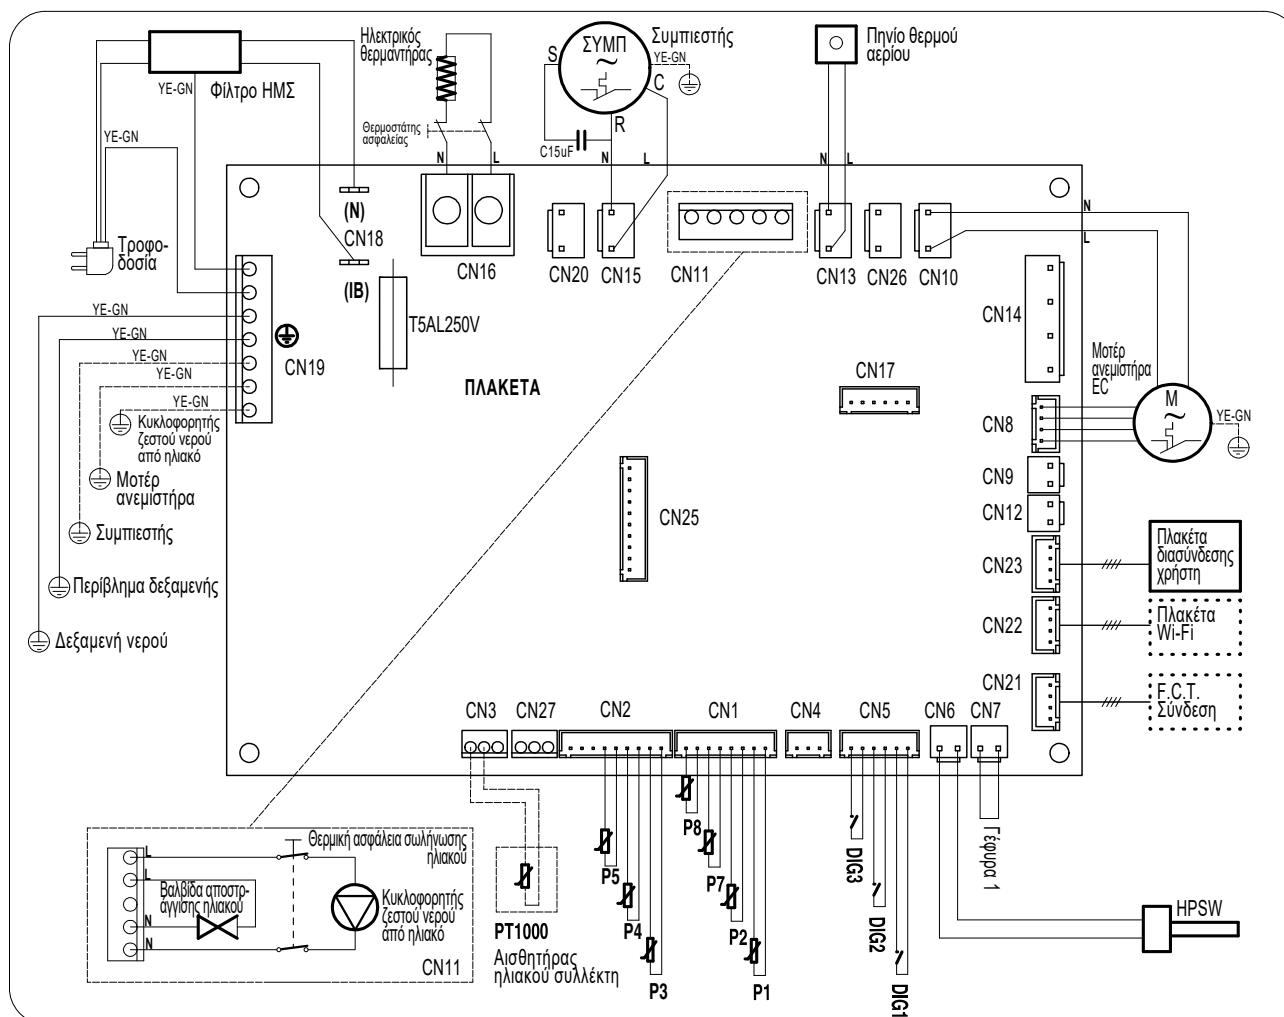 Φίλτρο ΗΜΣ
YE-GN
YE-GN
Ηλεκτρικός
θερμαντήρας
Θερμοστάτης
ασφαλείας
N
L
S
ΣΥΜΠ
~
Συμπιεστής
YE-GN
C
R
C15uF
N
L
Πηνίο θερμού
αερίου
N
L
N
L
Τροφο-
δοσία
(N)
CN18
(IB)
CN16
CN20
CN15
CN11
CN13
CN26
CN10
CN14
T5AL250V
CN19
ΠΛΑΚΕΤΑ
CN17
Μοτέρ
ανεμιστήρα
EC
M
~
YE-GN
CN8
CN9
CN12
CN25
YE-GN
YE-GN
YE-GN
YE-GN
YE-GN
Κυκλοφορητής
ζεστού νερού
από ηλιακό
Μοτέρ
ανεμιστήρα
Συμπιεστής
Περίβλημα δεξαμενής
Δεξαμενή νερού
CN23
Πλακέτα
διασύνδεσης
χρήστη
CN22
Πλακέτα
Wi-Fi
CN21
F.C.T.
Σύνδεση
CN3
CN27
CN2
CN1
CN4
CN5
CN6
CN7
P8
P5
P7
P4
P2
P3
P1
DIG3
DIG2
DIG1
Γέφυρα 1
HPSW
PT1000
Αισθητήρας
ηλιακού συλλέκτη
L
L
N
N
Θερμική ασφάλεια σωλήνωσης
ηλιακού
Βαλβίδα αποστρ-
άγγισης ηλιακού
Κυκλοφορητής
ζεστού νερού
από ηλιακό
CN11